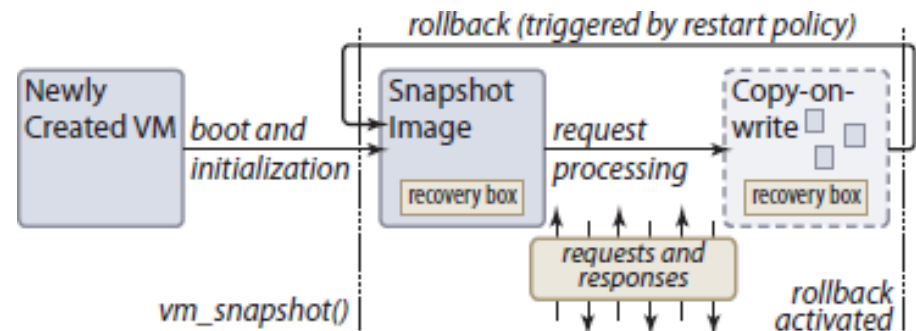 rollback (triggered by restart policy)
Newly
Created VM
boot and
initialization
Snapshot
Image
recovery box
request
processing
Copy-on-
write
recovery box
requests and
responses
vm_snapshot()
rollback
activated